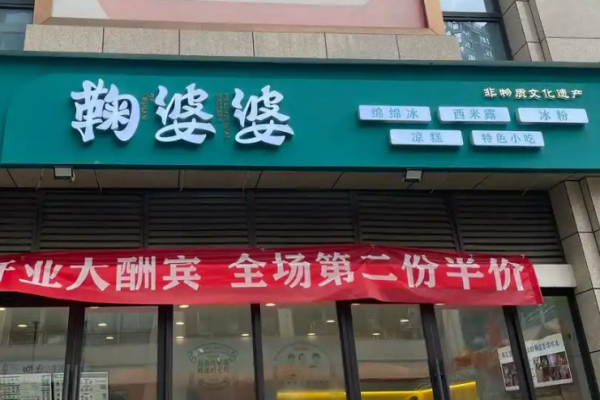 鞠婆婆
非物质文化遗产
绵绵冰 西米露 冰粉
凉糕 特色小吃
业大酬宾 全场第二份半价